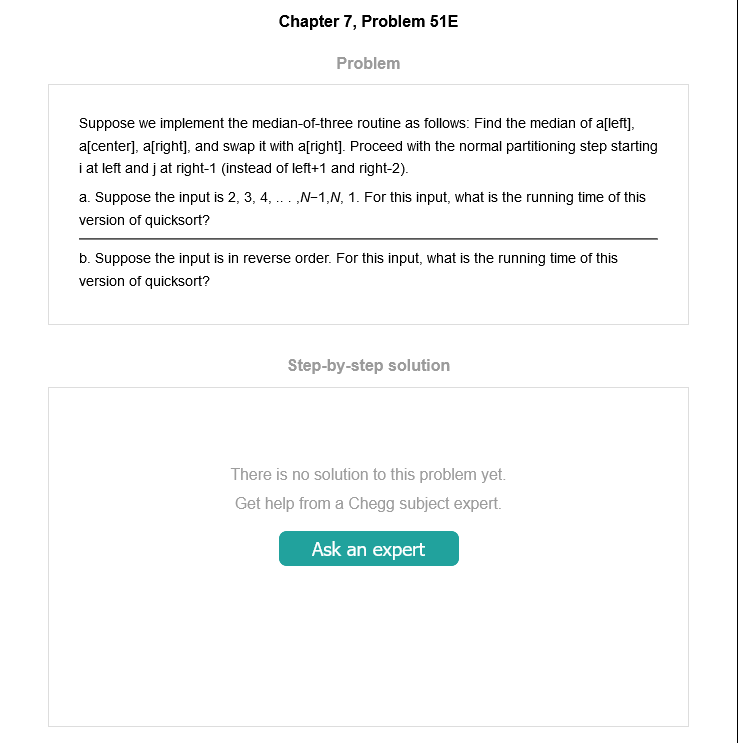 Chapter 7, Problem 51E
Problem
Suppose we implement the median-of-three routine as follows: Find the median of a[left],
a[center], a[right], and swap it with a[right]. Proceed with the normal partitioning step starting
i at left and j at right-1 (instead of left+1 and right-2).
a. Suppose the input is 2, 3, 4, .. . ,N−1,N, 1. For this input, what is the running time of this
version of quicksort?
b. Suppose the input is in reverse order. For this input, what is the running time of this
version of quicksort?
Step-by-step solution
There is no solution to this problem yet.
Get help from a Chegg subject expert.
Ask an expert